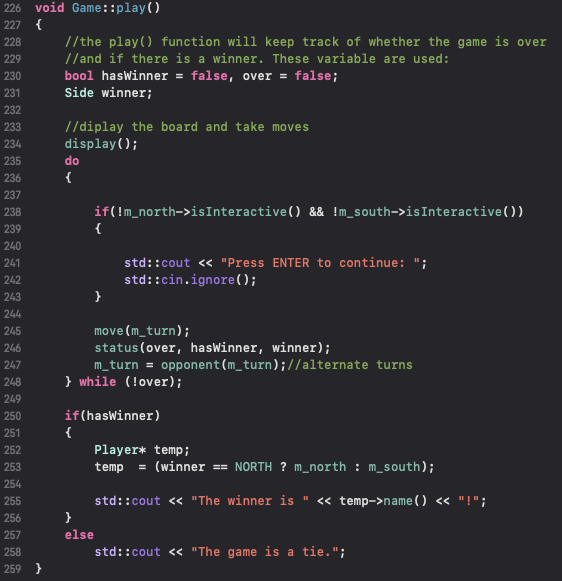 226 void Game::play()
227 {
228     //the play() function will keep track of whether the game is over
229     //and if there is a winner. These variable are used:
230     bool hasWinner = false, over = false;
231     Side winner;
232
233     //diplay the board and take moves
234     display();
235     do
236     {
237
238         if(!m_north->isInteractive() && !m_south->isInteractive())
239         {
240
241             std::cout << "Press ENTER to continue: ";
242             std::cin.ignore();
243         }
244
245         move(m_turn);
246         status(over, hasWinner, winner);
247         m_turn = opponent(m_turn);//alternate turns
248     } while (!over);
249
250     if(hasWinner)
251     {
252         Player* temp;
253         temp  = (winner == NORTH ? m_north : m_south);
254
255         std::cout << "The winner is " << temp->name() << "!";
256     }
257     else
258         std::cout << "The game is a tie.";
259 }